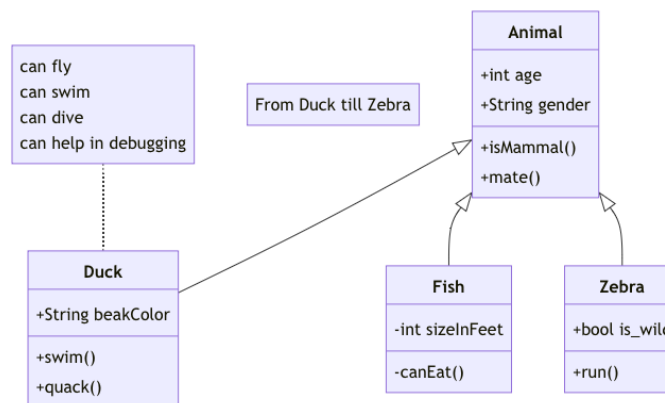 can fly
can swim
can dive
can help in debugging
From Duck till Zebra
Animal
+int age
+String gender
+isMammal()
+mate()
Duck
+String beakColor
+swim()
+quack()
Fish
-int sizeInFeet
-canEat()
Zebra
+bool is_wild
+run()